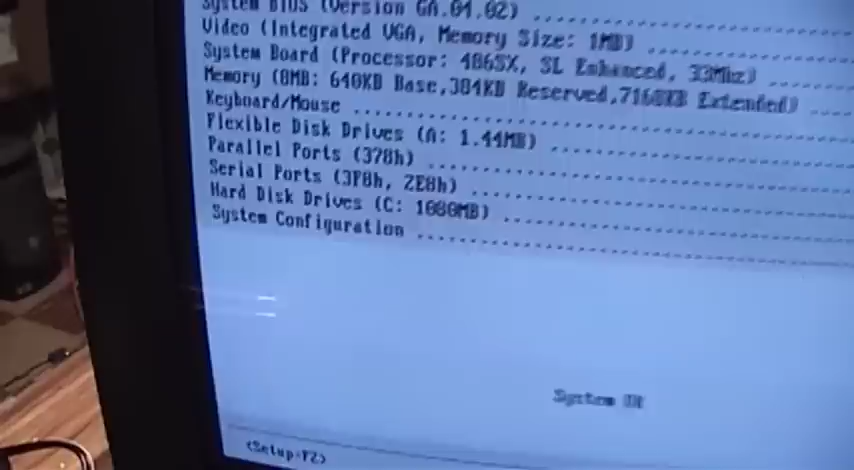 System BIOS (Version GA.04.02) ....................
Video (Integrated VGA, Memory Size: 1MB) ....................
System Board (Processor: 486SX, SL Enhanced, 33Mhz) ..........
Memory (8MB: 640KB Base,384KB Reserved,7168KB Extended) ....
Keyboard/Mouse ........................................
Flexible Disk Drives (A: 1.44MB) ..............................
Parallel Ports (378h) ........................................
Serial Ports (3F8h, 2E8h) ..................................
Hard Disk Drives (C: 1080MB) ..............................
System Configuration ........................................
System OK
<Setup=F2>